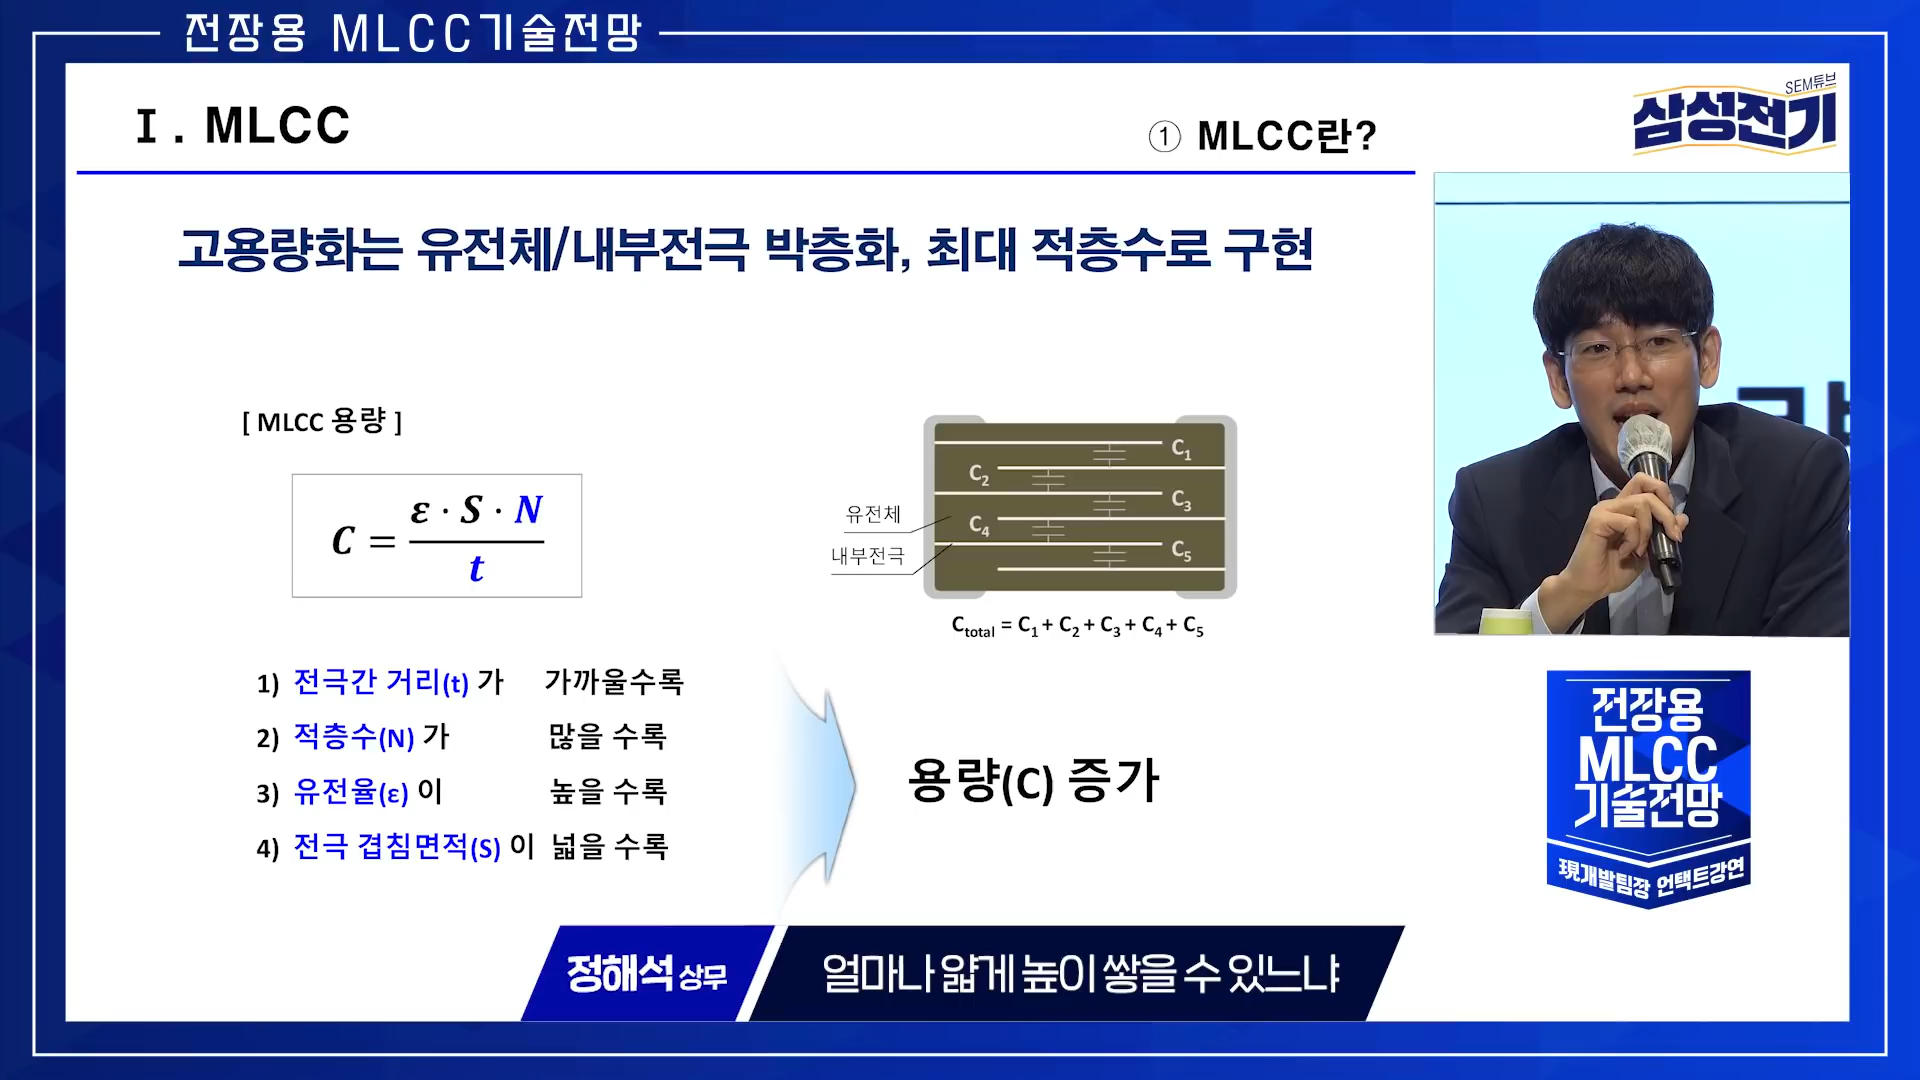 전장용 MLCC기술전망
SEM튜브
삼성전기
I. MLCC
① MLCC란?
고용량화는 유전체/내부전극 박층화, 최대 적층수로 구현
[ MLCC 용량 ]
C = ε · S · N / t
C1
C2
C3
C4
C5
유전체
내부전극
Ctotal = C1 + C2 + C3 + C4 + C5
1) 전극간 거리(t) 가 가까울수록
2) 적층수(N) 가 많을 수록
3) 유전율(ε) 이 높을 수록
4) 전극 겹침면적(S) 이 넓을 수록
용량(C) 증가
전장용
MLCC
기술전망
現개발팀장 언택트강연
정해석 상무
얼마나 얇게 높이 쌓을 수 있느냐